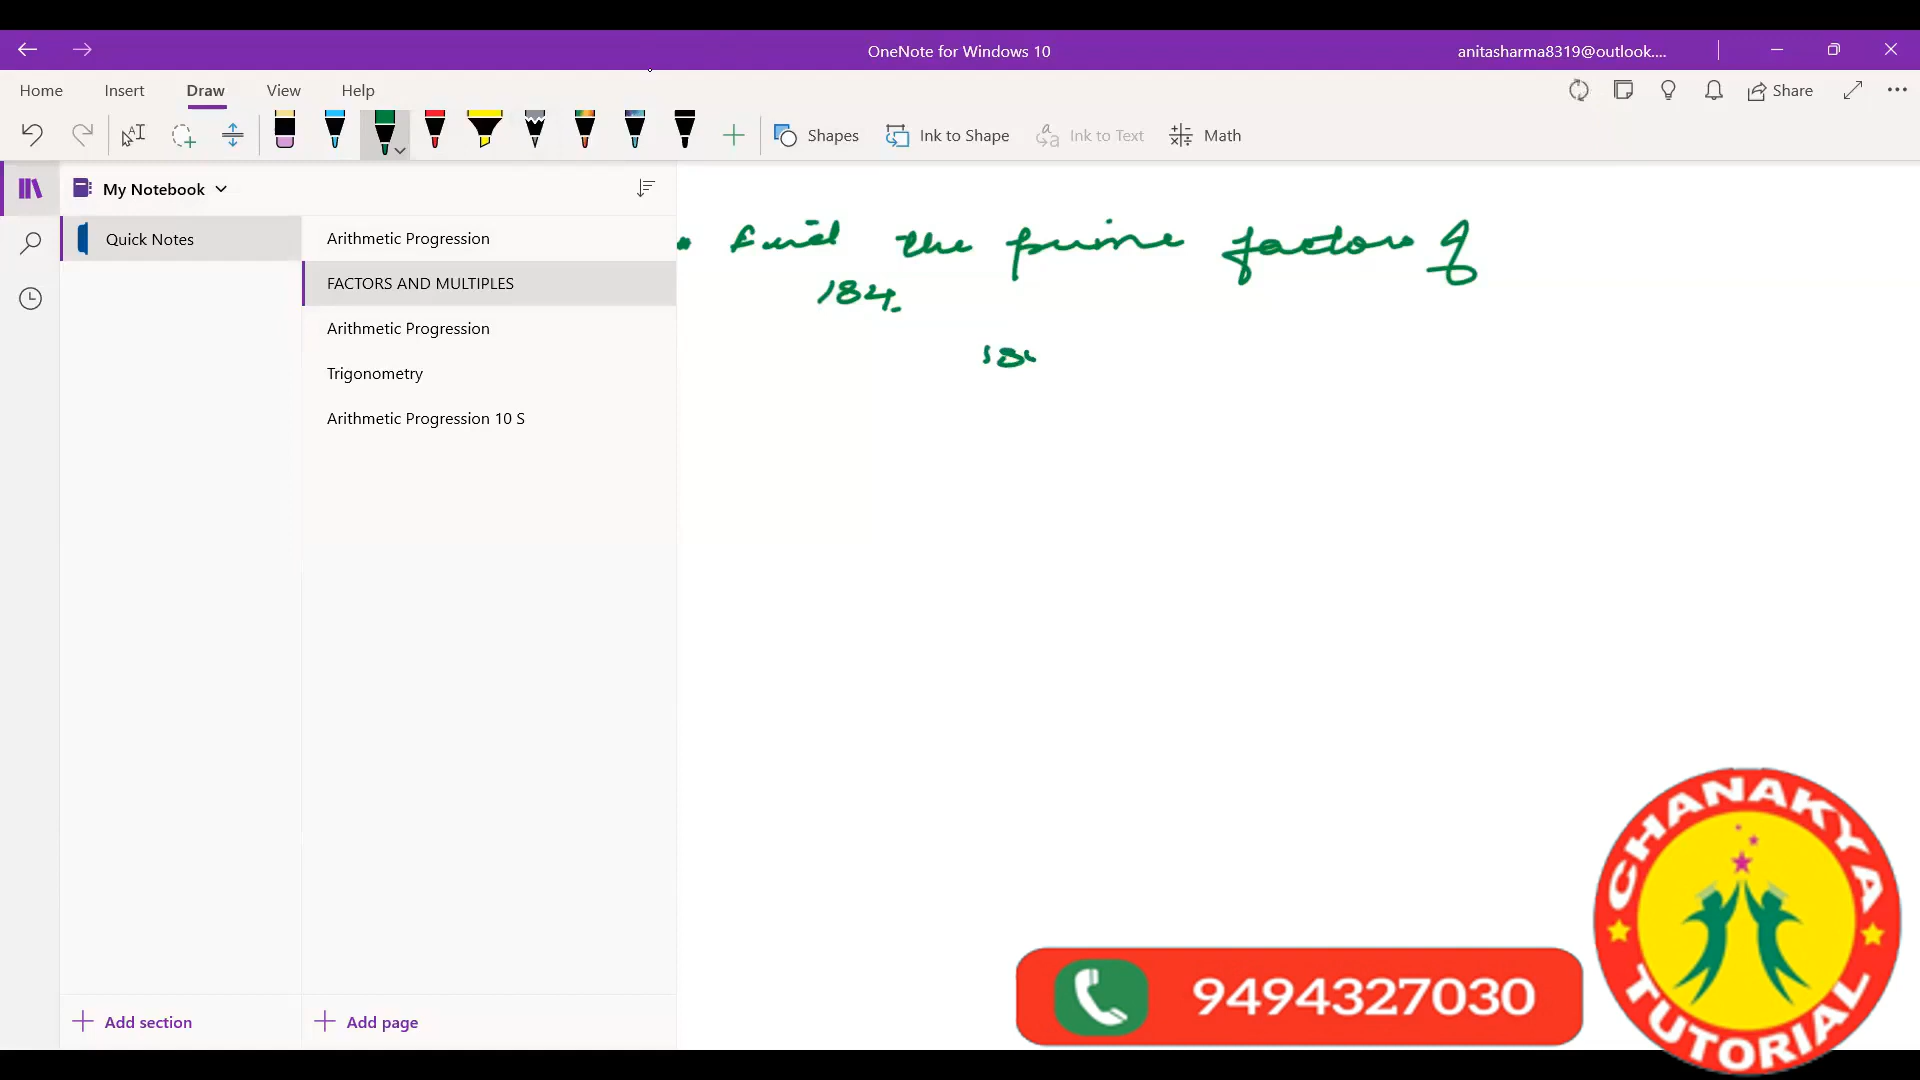 OneNote for Windows 10
anitasharma8319@outlook....
Home Insert Draw View Help
Share
Shapes
Ink to Shape
Ink to Text
Math
My Notebook
Quick Notes
Arithmetic Progression
FACTORS AND MULTIPLES
Arithmetic Progression
Trigonometry
Arithmetic Progression 10 S
Find the prime factors of
184.
18
Add section
Add page
9494327030
CHANAKYA
TUTORIAL